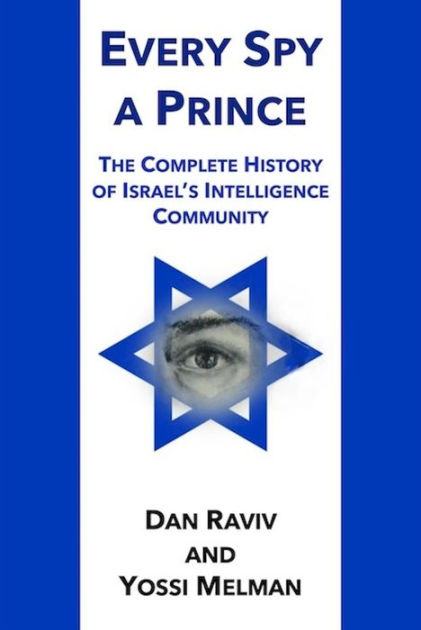 EVERY SPY
A PRINCE
THE COMPLETE HISTORY
OF ISRAEL'S INTELLIGENCE
COMMUNITY
DAN RAVIV
AND
YOSSI MELMAN